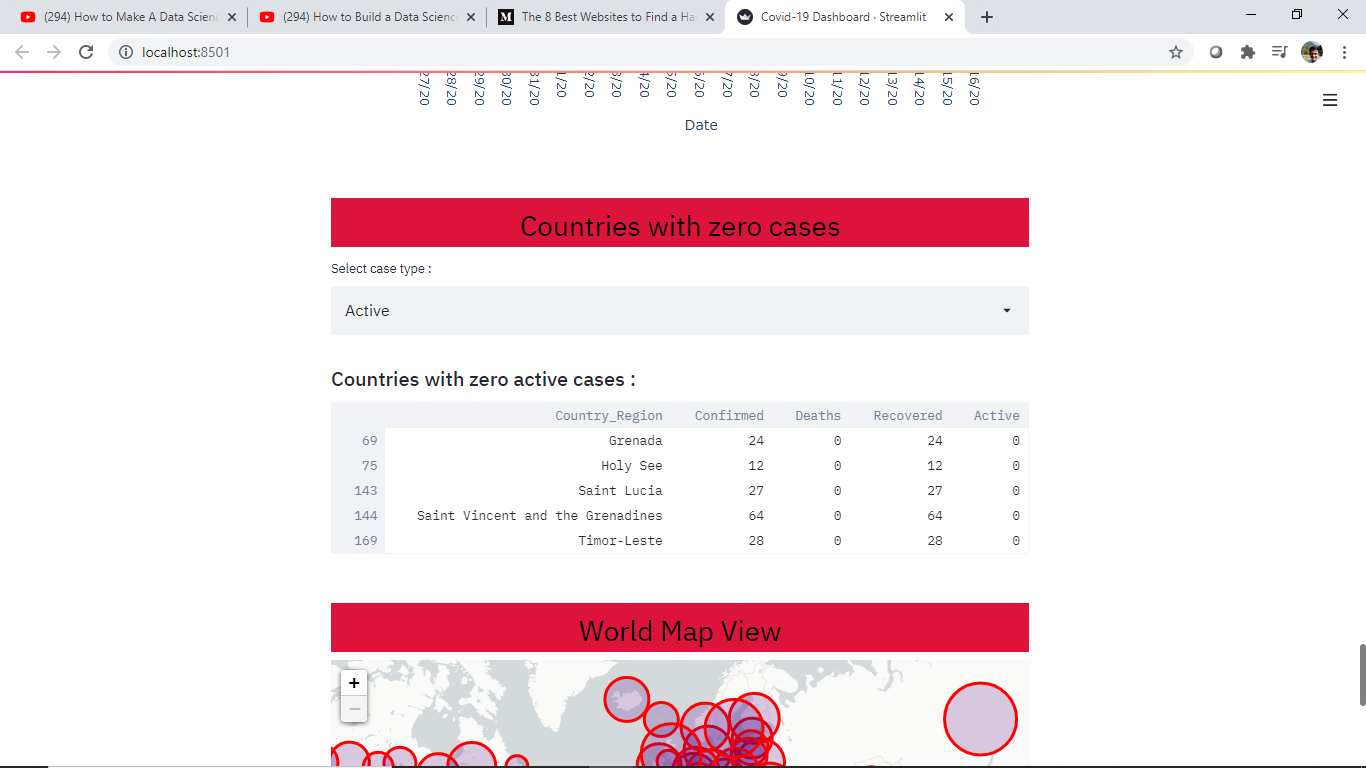 (294) How to Make A Data Scien
(294) How to Build a Data Scienc
The 8 Best Websites to Find a Ha
Covid-19 Dashboard · Streamlit
localhost:8501
27/20
28/20
29/20
30/20
31/20
1/20
2/20
3/20
4/20
5/20
6/20
7/20
8/20
9/20
10/20
11/20
12/20
13/20
14/20
15/20
16/20
Date
Countries with zero cases
Select case type :
Active
Countries with zero active cases :
Country_Region Confirmed Deaths Recovered Active
69 Grenada 24 0 24 0
75 Holy See 12 0 12 0
143 Saint Lucia 27 0 27 0
144 Saint Vincent and the Grenadines 64 0 64 0
169 Timor-Leste 28 0 28 0
World Map View
+
−